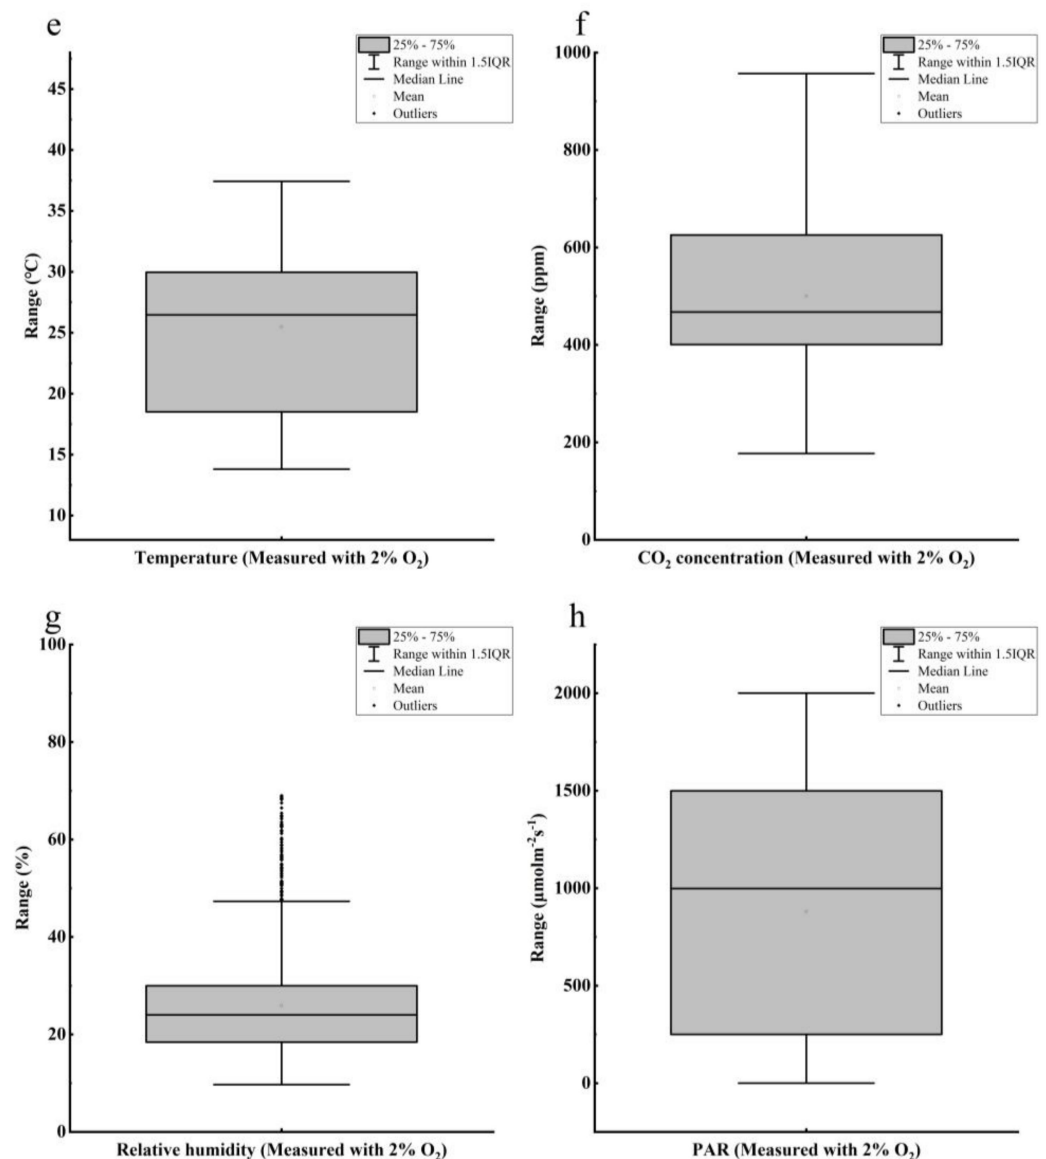 e
25% - 75%
Range within 1.5IQR
Median Line
Mean
Outliers
45
40
35
30
25
20
15
10
Range (°C)
Temperature (Measured with 2% O₂)
f
25% - 75%
Range within 1.5IQR
Median Line
Mean
Outliers
1000
800
600
400
200
0
Range (ppm)
CO₂ concentration (Measured with 2% O₂)
g
25% - 75%
Range within 1.5IQR
Median Line
Mean
Outliers
100
80
60
40
20
0
Range (%)
Relative humidity (Measured with 2% O₂)
h
25% - 75%
Range within 1.5IQR
Median Line
Mean
Outliers
2000
1500
1000
500
0
Range (μmolm⁻²s⁻¹)
PAR (Measured with 2% O₂)